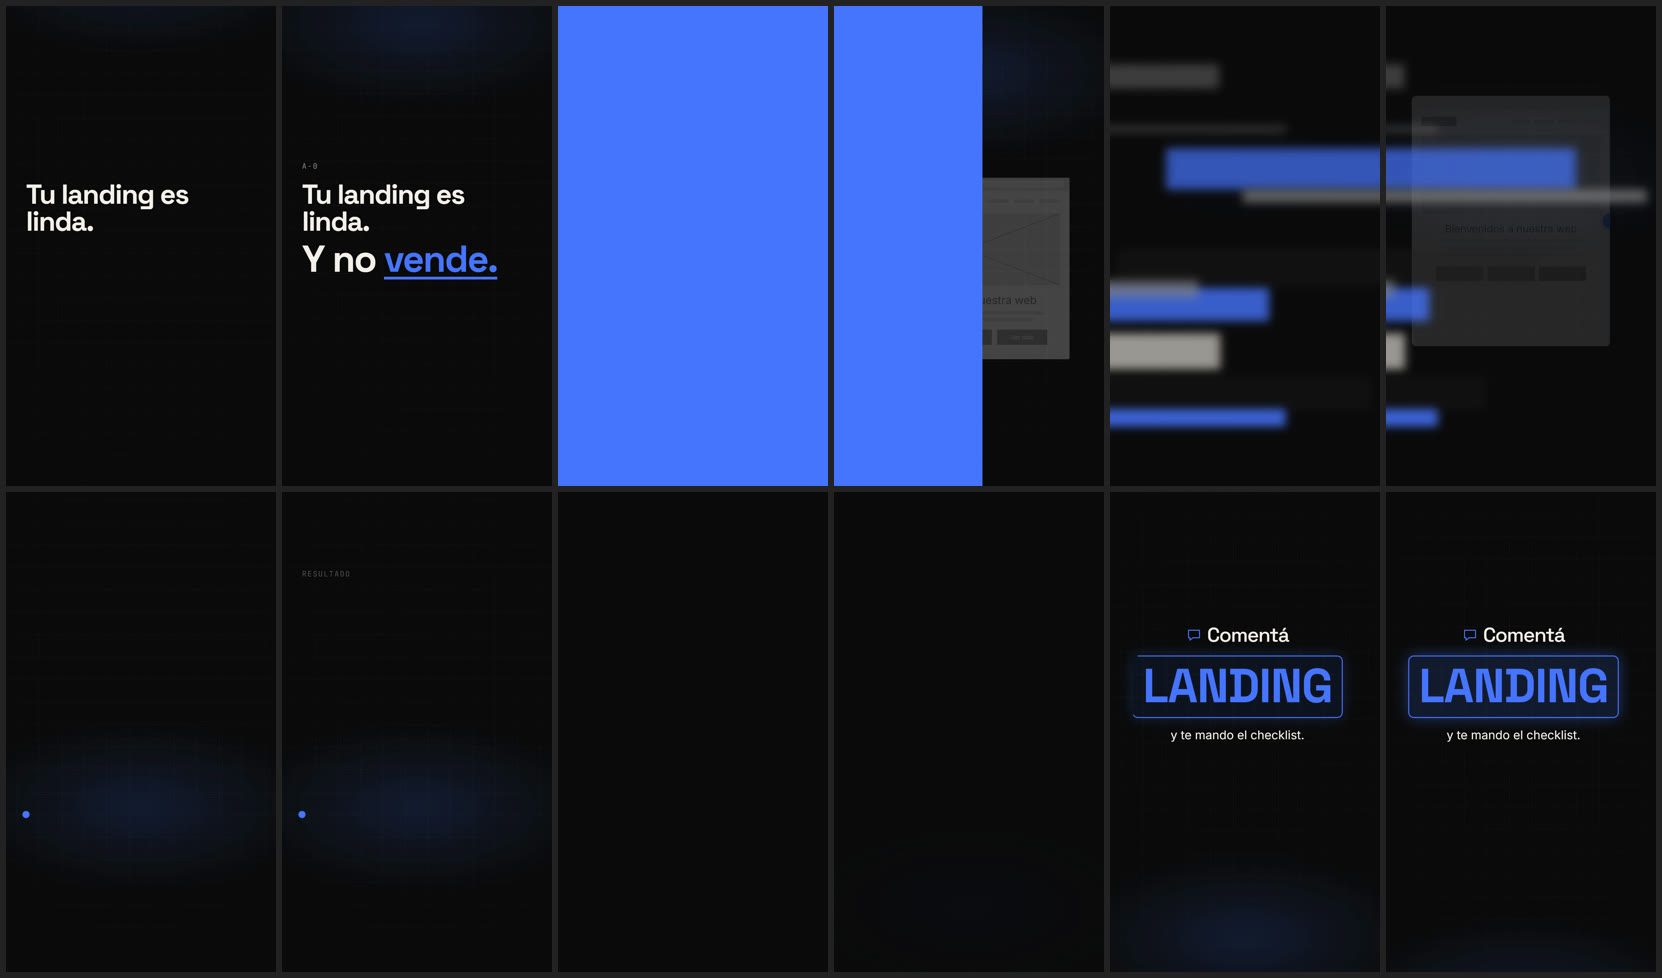 Tu landing es
linda.
A-0
Tu landing es
linda.
Y no vende.
uestra web
Bienvenidos a nuestra web
RESULTADO
Comentá
LANDING
y te mando el checklist.
Comentá
LANDING
y te mando el checklist.